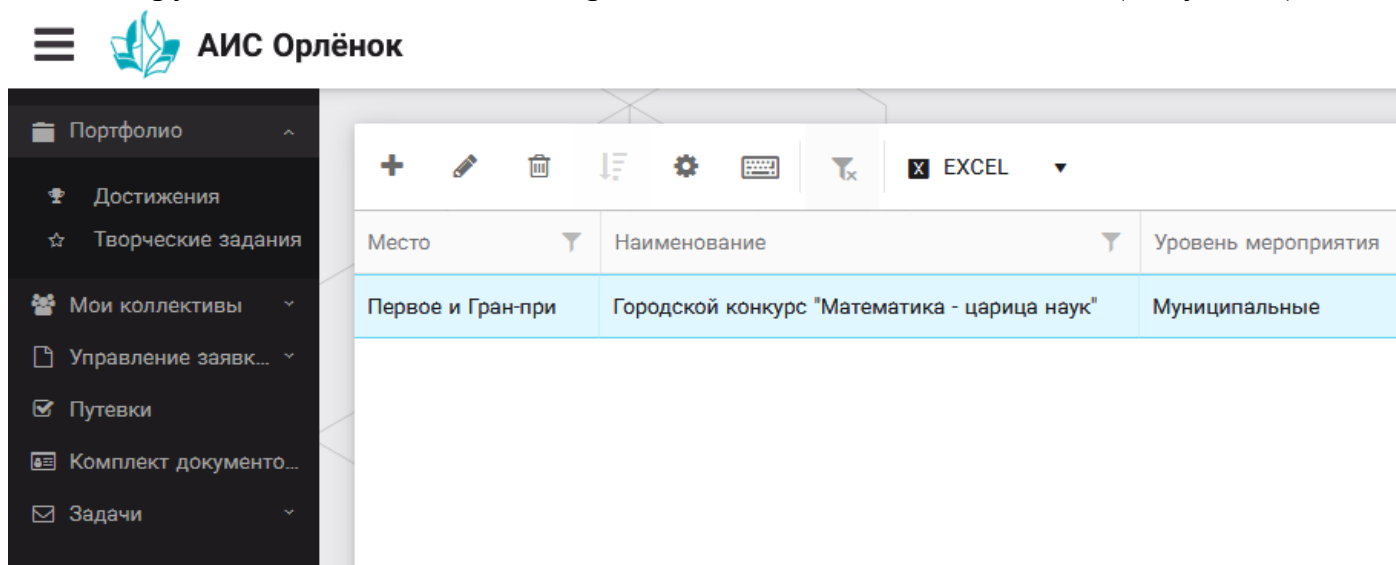 АИС Орлёнок
Портфолио
Достижения
Творческие задания
Мои коллективы
Управление заявк...
Путевки
Комплект документо...
Задачи
X EXCEL
Место Наименование Уровень мероприятия
Первое и Гран-при Городской конкурс "Математика - царица наук" Муниципальные